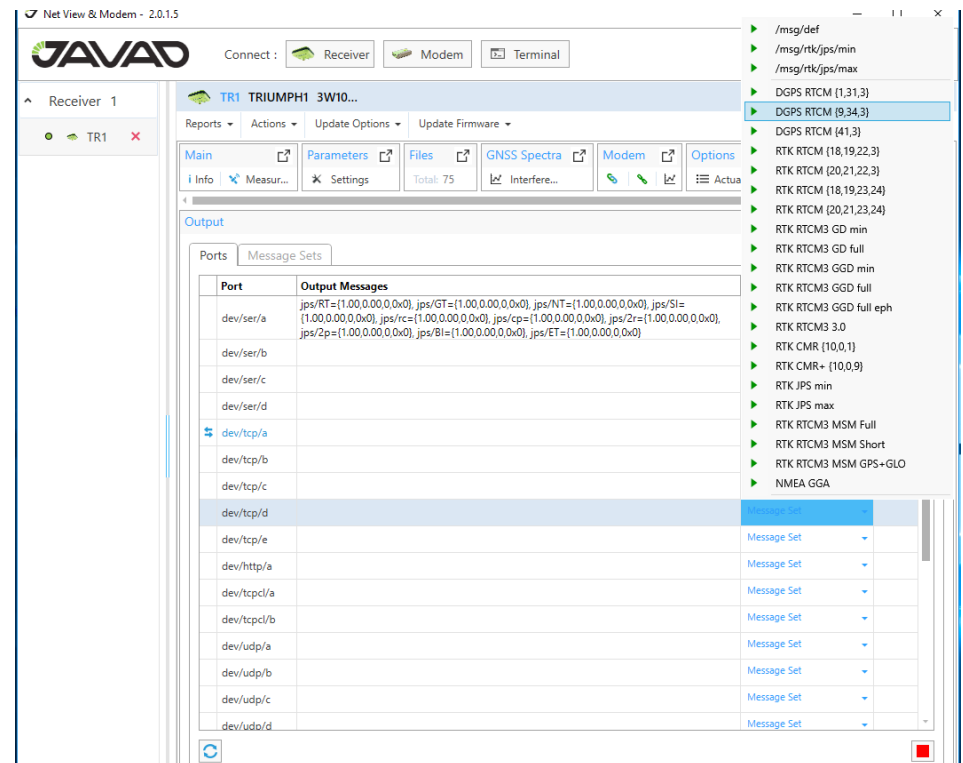 Net View & Modem - 2.0.1.5
JAVAD
Connect :
Receiver
Modem
Terminal
Receiver 1
TR1
TR1 TRIUMPH1 3W10...
Reports
Actions
Update Options
Update Firmware
Main
i Info
Measur...
Parameters
Settings
Files
Total: 75
GNSS Spectra
Interfere...
Modem
Options
Actua
Output
Ports
Message Sets
Port
Output Messages
dev/ser/a
jps/RT={1.00,0.00,0,0x0}, jps/GT={1.00,0.00,0,0x0}, jps/NT={1.00,0.00,0,0x0}, jps/SI=
{1.00,0.00,0,0x0}, jps/rc={1.00,0.00,0,0x0}, jps/cp={1.00,0.00,0,0x0}, jps/2r={1.00,0.00,0,0x0},
jps/2p={1.00,0.00,0,0x0}, jps/BI={1.00,0.00,0,0x0}, jps/ET={1.00,0.00,0,0x0}
dev/ser/b
dev/ser/c
dev/ser/d
dev/tcp/a
dev/tcp/b
dev/tcp/c
dev/tcp/d
Message Set
dev/tcp/e
Message Set
dev/http/a
Message Set
dev/tcpcl/a
Message Set
dev/tcpcl/b
Message Set
dev/udp/a
Message Set
dev/udp/b
Message Set
dev/udp/c
Message Set
dev/udp/d
Message Set
/msg/def
/msg/rtk/jps/min
/msg/rtk/jps/max
DGPS RTCM {1,31,3}
DGPS RTCM {9,34,3}
DGPS RTCM {41,3}
RTK RTCM {18,19,22,3}
RTK RTCM {20,21,22,3}
RTK RTCM {18,19,23,24}
RTK RTCM {20,21,23,24}
RTK RTCM3 GD min
RTK RTCM3 GD full
RTK RTCM3 GGD min
RTK RTCM3 GGD full
RTK RTCM3 GGD full eph
RTK RTCM3 3.0
RTK CMR {10,0,1}
RTK CMR+ {10,0,9}
RTK JPS min
RTK JPS max
RTK RTCM3 MSM Full
RTK RTCM3 MSM Short
RTK RTCM3 MSM GPS+GLO
NMEA GGA